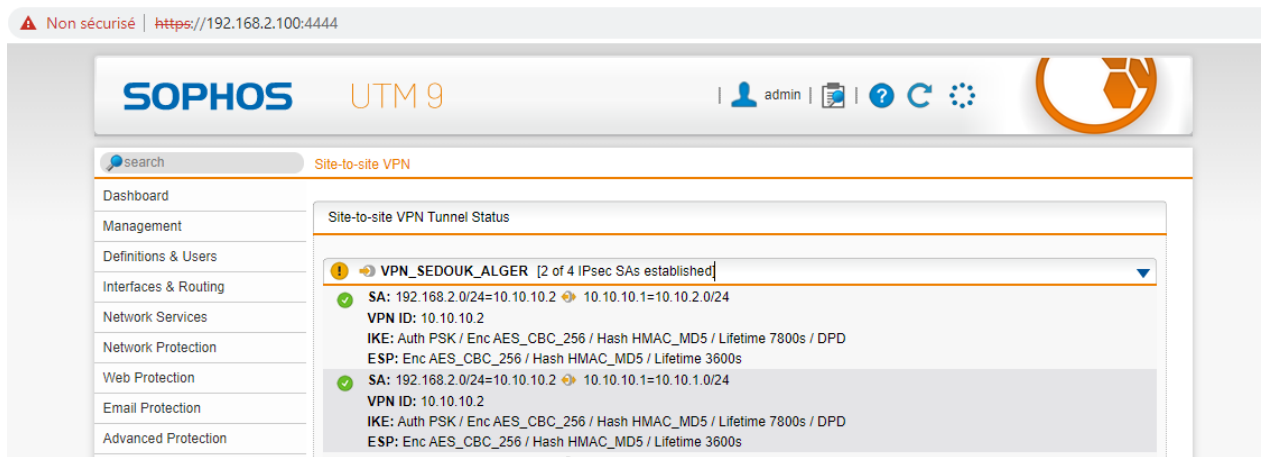 Non sécurisé | https://192.168.2.100:4444
SOPHOS UTM 9
| admin | |
search
Site-to-site VPN
Dashboard
Management
Definitions & Users
Interfaces & Routing
Network Services
Network Protection
Web Protection
Email Protection
Advanced Protection
Site-to-site VPN Tunnel Status
VPN_SEDOUK_ALGER [2 of 4 IPsec SAs established]
SA: 192.168.2.0/24=10.10.10.2 10.10.10.1=10.10.2.0/24
VPN ID: 10.10.10.2
IKE: Auth PSK / Enc AES_CBC_256 / Hash HMAC_MD5 / Lifetime 7800s / DPD
ESP: Enc AES_CBC_256 / Hash HMAC_MD5 / Lifetime 3600s
SA: 192.168.2.0/24=10.10.10.2 10.10.10.1=10.10.1.0/24
VPN ID: 10.10.10.2
IKE: Auth PSK / Enc AES_CBC_256 / Hash HMAC_MD5 / Lifetime 7800s / DPD
ESP: Enc AES_CBC_256 / Hash HMAC_MD5 / Lifetime 3600s